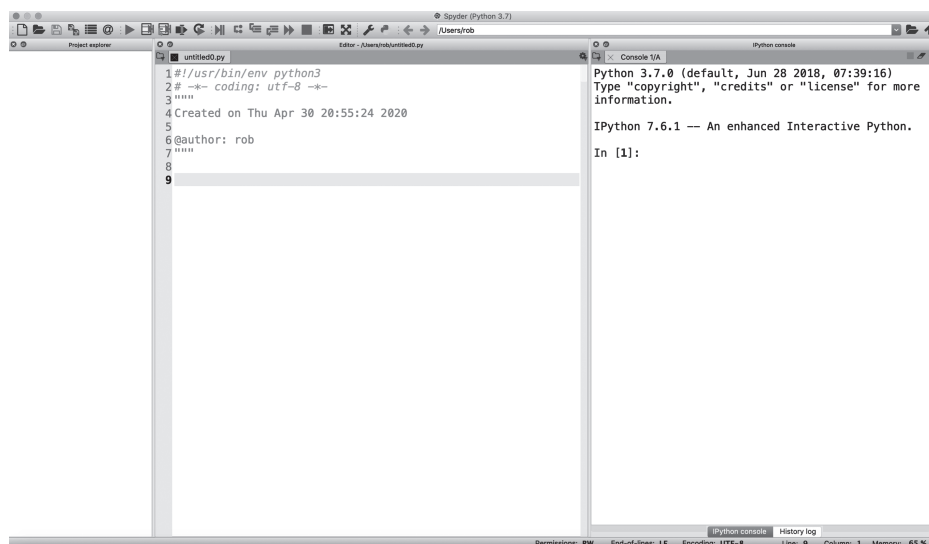 Spyder (Python 3.7)
/Users/rob
Project explorer
Editor - /Users/rob/untitled0.py
untitled0.py
1 #!/usr/bin/env python3
2 # -*- coding: utf-8 -*-
3 """
4 Created on Thu Apr 30 20:55:24 2020
5
6 @author: rob
7 """
8
9
IPython console
Console 1/A
Python 3.7.0 (default, Jun 28 2018, 07:39:16)
Type "copyright", "credits" or "license" for more
information.
IPython 7.6.1 -- An enhanced Interactive Python.
In [1]:
IPython console History log
Permissions: RW End-of-lines: LF Encoding: UTF-8 Line: 9 Column: 1 Memory: 65 %